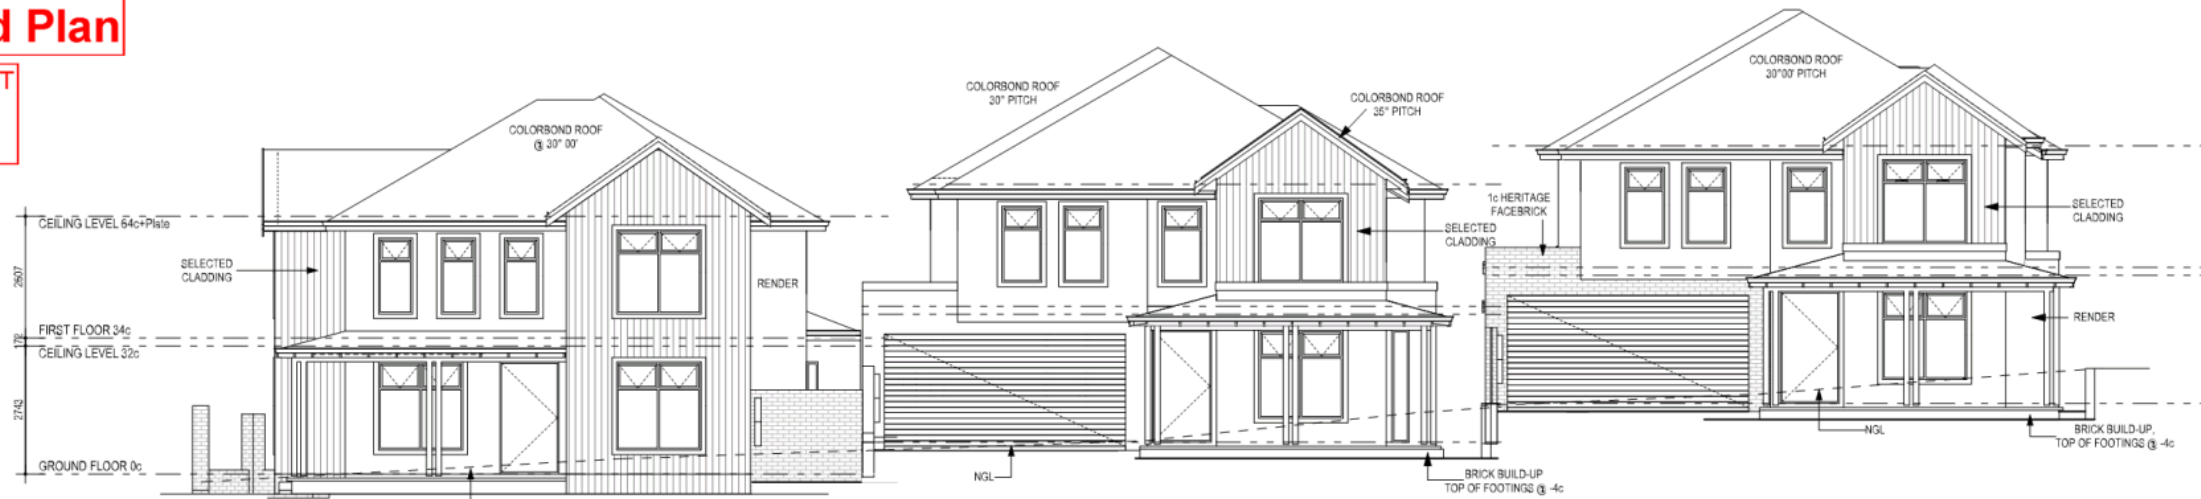 d Plan
T
COLORBOND ROOF
@ 30° 00'
CEILING LEVEL 64c+Plate
SELECTED
CLADDING
RENDER
2607
FIRST FLOOR 34c
172
CEILING LEVEL 32c
2743
GROUND FLOOR 0c
COLORBOND ROOF
30° PITCH
COLORBOND ROOF
35° PITCH
SELECTED
CLADDING
NGL
BRICK BUILD-UP
TOP OF FOOTINGS @ -4c
COLORBOND ROOF
30°00' PITCH
1c HERITAGE
FACEBRICK
SELECTED
CLADDING
RENDER
NGL
BRICK BUILD-UP,
TOP OF FOOTINGS @ -4c